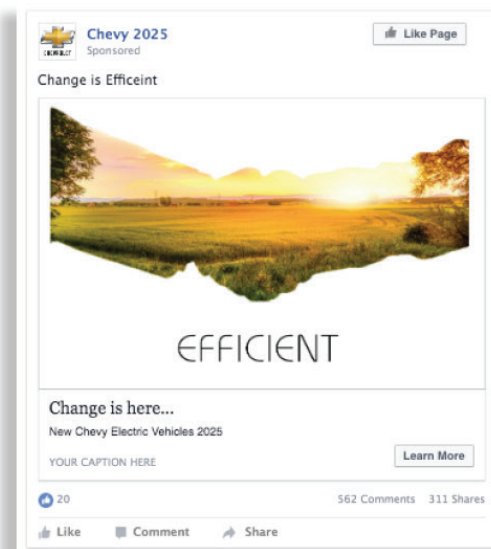 Chevy 2025
Like Page
Sponsored
CHEVROLET
Change is Efficeint
EFFICIENT
Change is here...
New Chevy Electric Vehicles 2025
YOUR CAPTION HERE
Learn More
20
562 Comments 311 Shares
Like Comment Share